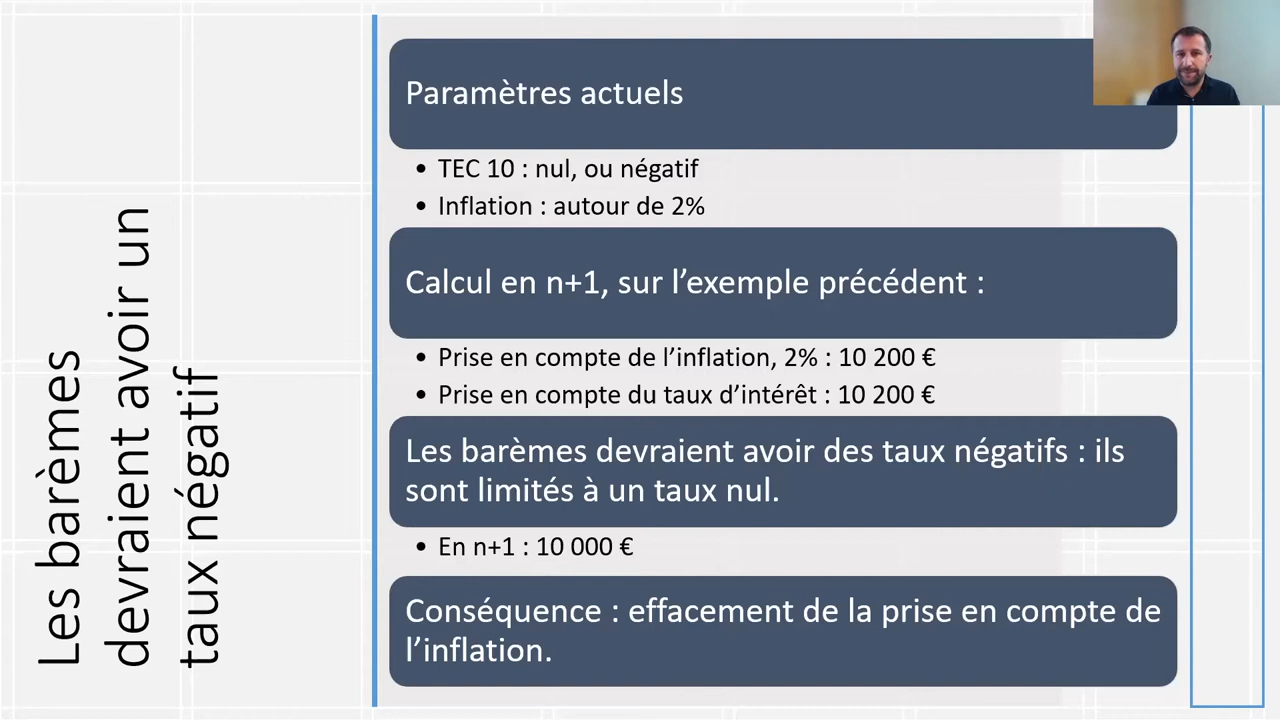 Les barèmes
devraient avoir un
taux négatif
Paramètres actuels
• TEC 10 : nul, ou négatif
• Inflation : autour de 2%
Calcul en n+1, sur l’exemple précédent :
• Prise en compte de l’inflation, 2% : 10 200 €
• Prise en compte du taux d’intérêt : 10 200 €
Les barèmes devraient avoir des taux négatifs : ils
sont limités à un taux nul.
• En n+1 : 10 000 €
Conséquence : effacement de la prise en compte de
l’inflation.